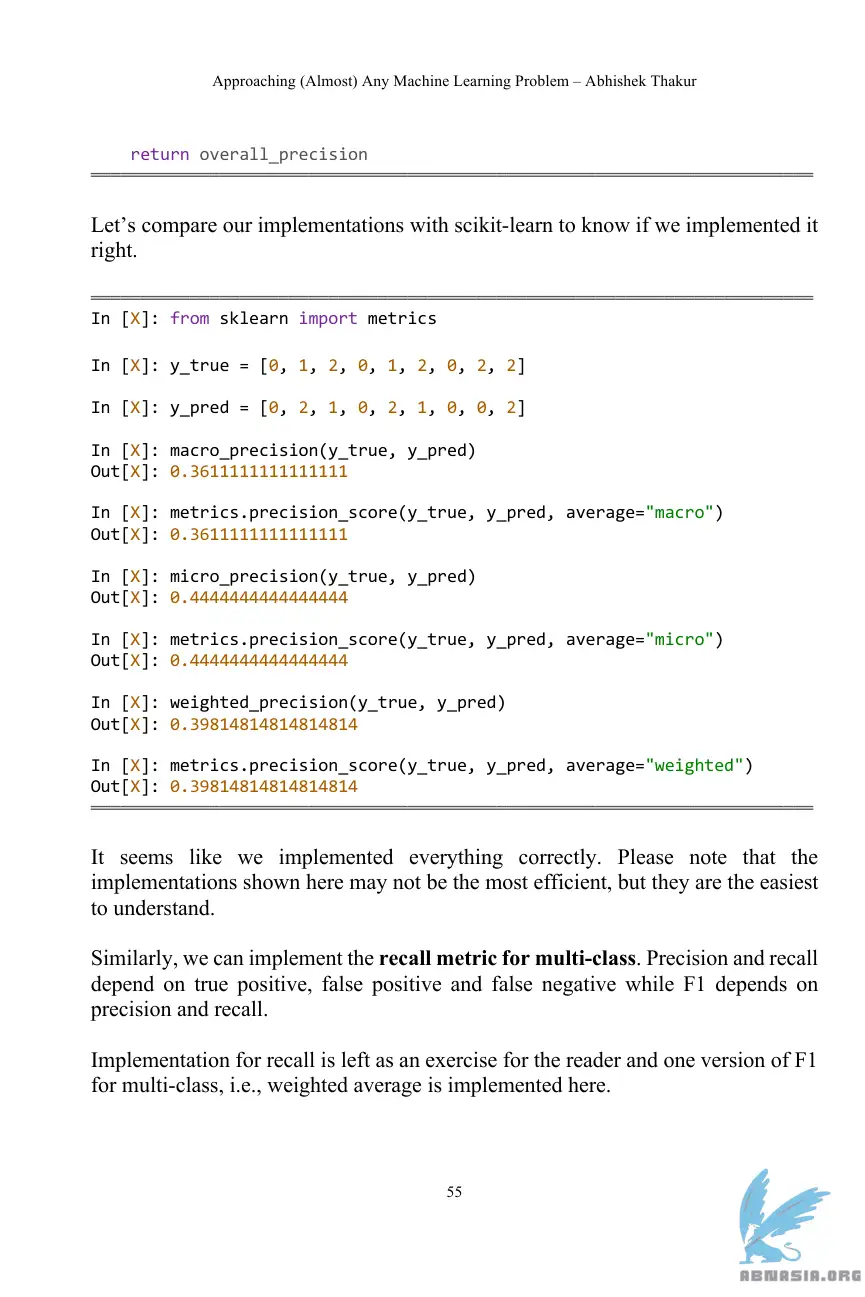 Approaching (Almost) Any Machine Learning Problem – Abhishek Thakur
return overall_precision
Let’s compare our implementations with scikit-learn to know if we implemented it
right.
In [X]: from sklearn import metrics
In [X]: y_true = [0, 1, 2, 0, 1, 2, 0, 2, 2]
In [X]: y_pred = [0, 2, 1, 0, 2, 1, 0, 0, 2]
In [X]: macro_precision(y_true, y_pred)
Out[X]: 0.3611111111111111
In [X]: metrics.precision_score(y_true, y_pred, average="macro")
Out[X]: 0.3611111111111111
In [X]: micro_precision(y_true, y_pred)
Out[X]: 0.4444444444444444
In [X]: metrics.precision_score(y_true, y_pred, average="micro")
Out[X]: 0.4444444444444444
In [X]: weighted_precision(y_true, y_pred)
Out[X]: 0.39814814814814814
In [X]: metrics.precision_score(y_true, y_pred, average="weighted")
Out[X]: 0.39814814814814814
It seems like we implemented everything correctly. Please note that the
implementations shown here may not be the most efficient, but they are the easiest
to understand.
Similarly, we can implement the recall metric for multi-class. Precision and recall
depend on true positive, false positive and false negative while F1 depends on
precision and recall.
Implementation for recall is left as an exercise for the reader and one version of F1
for multi-class, i.e., weighted average is implemented here.
55
ABNASIA.ORG